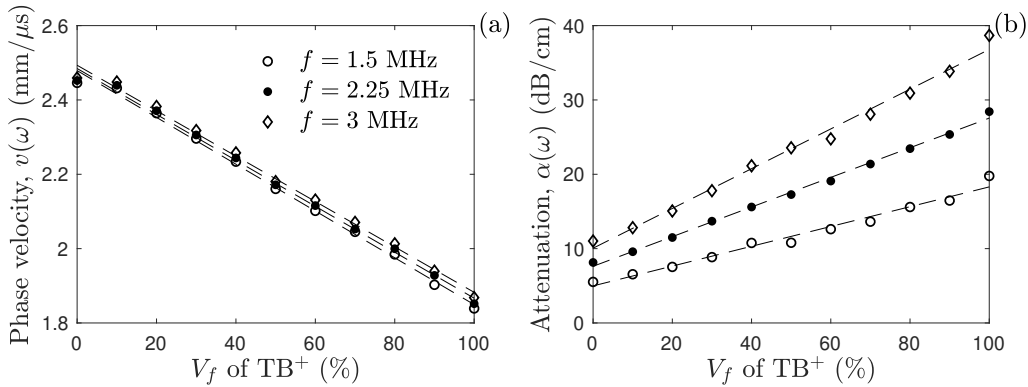 (a)
Phase velocity, v(ω) (mm/μs)
2.6
2.4
2.2
2
1.8
f = 1.5 MHz
f = 2.25 MHz
f = 3 MHz
0 20 40 60 80 100
V_f of TB⁺ (%)
(b)
Attenuation, α(ω) (dB/cm)
40
30
20
10
0
0 20 40 60 80 100
V_f of TB⁺ (%)